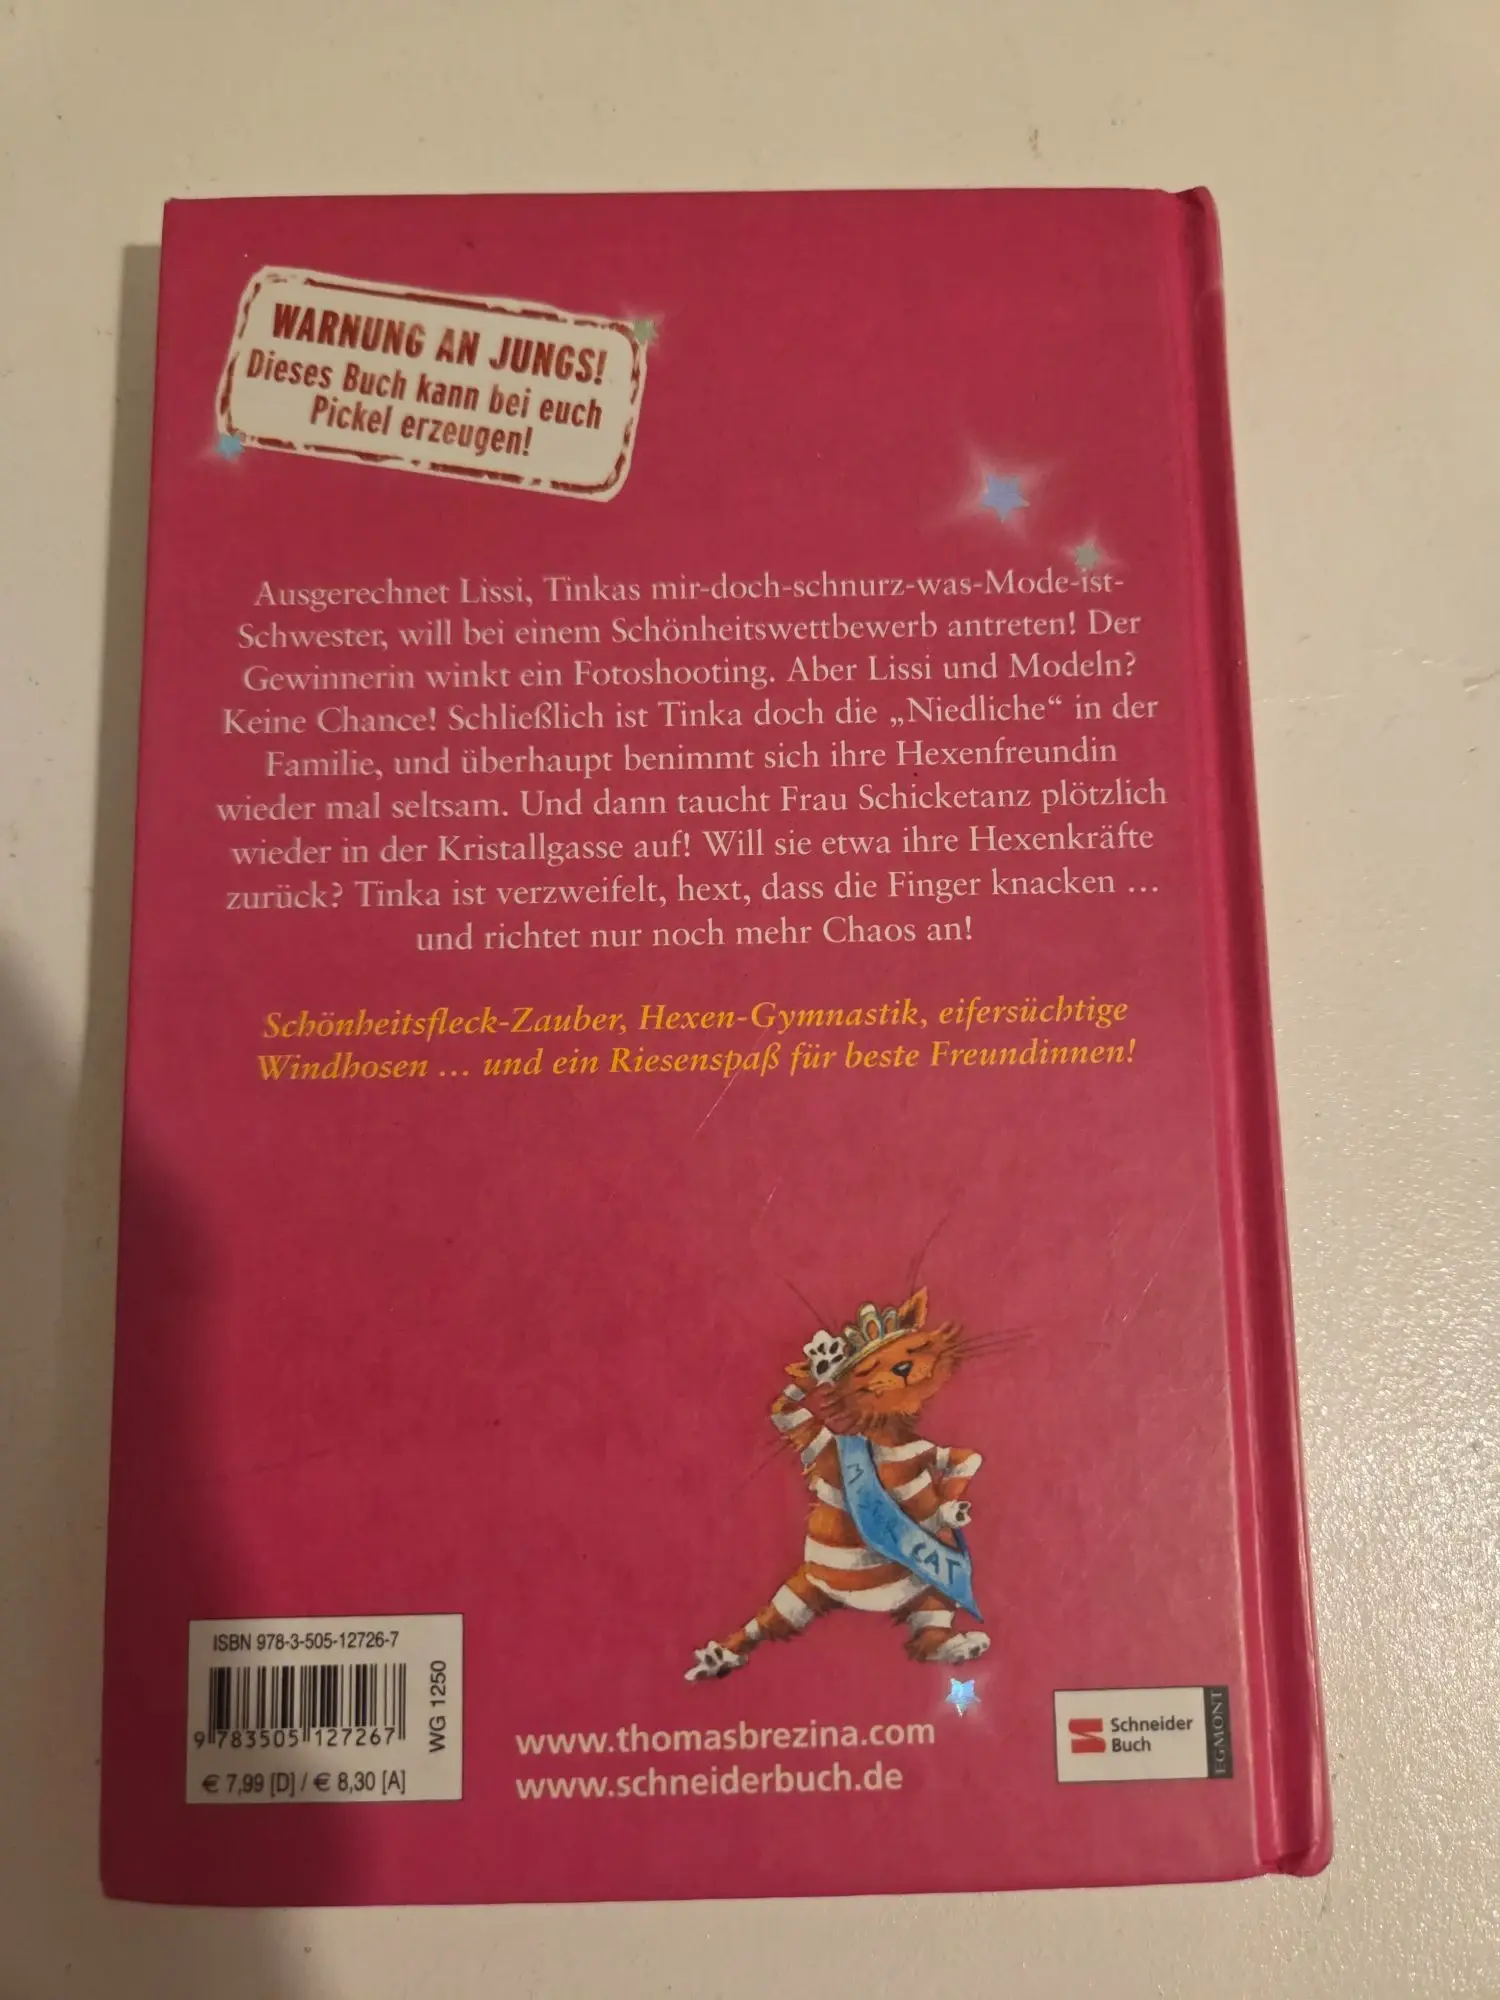 WARNUNG AN JUNGS!
Dieses Buch kann bei euch
Pickel erzeugen!
Ausgerechnet Lissi, Tinkas mir-doch-schnurz-was-Mode-ist-
Schwester, will bei einem Schönheitswettbewerb antreten! Der
Gewinnerin winkt ein Fotoshooting. Aber Lissi und Modeln?
Keine Chance! Schließlich ist Tinka doch die „Niedliche“ in der
Familie, und überhaupt benimmt sich ihre Hexenfreundin
wieder mal seltsam. Und dann taucht Frau Schicketanz plötzlich
wieder in der Kristallgasse auf! Will sie etwa ihre Hexenkräfte
zurück? Tinka ist verzweifelt, hext, dass die Finger knacken ...
und richtet nur noch mehr Chaos an!
Schönheitsfleck-Zauber, Hexen-Gymnastik, eifersüchtige
Windhosen ... und ein Riesenspaß für beste Freundinnen!
MISTER CAT
ISBN 978-3-505-12726-7
9 783505 127267
WG 1250
€ 7,99 [D] / € 8,30 [A]
www.thomasbrezina.com
www.schneiderbuch.de
Schneider
Buch
EGMONT